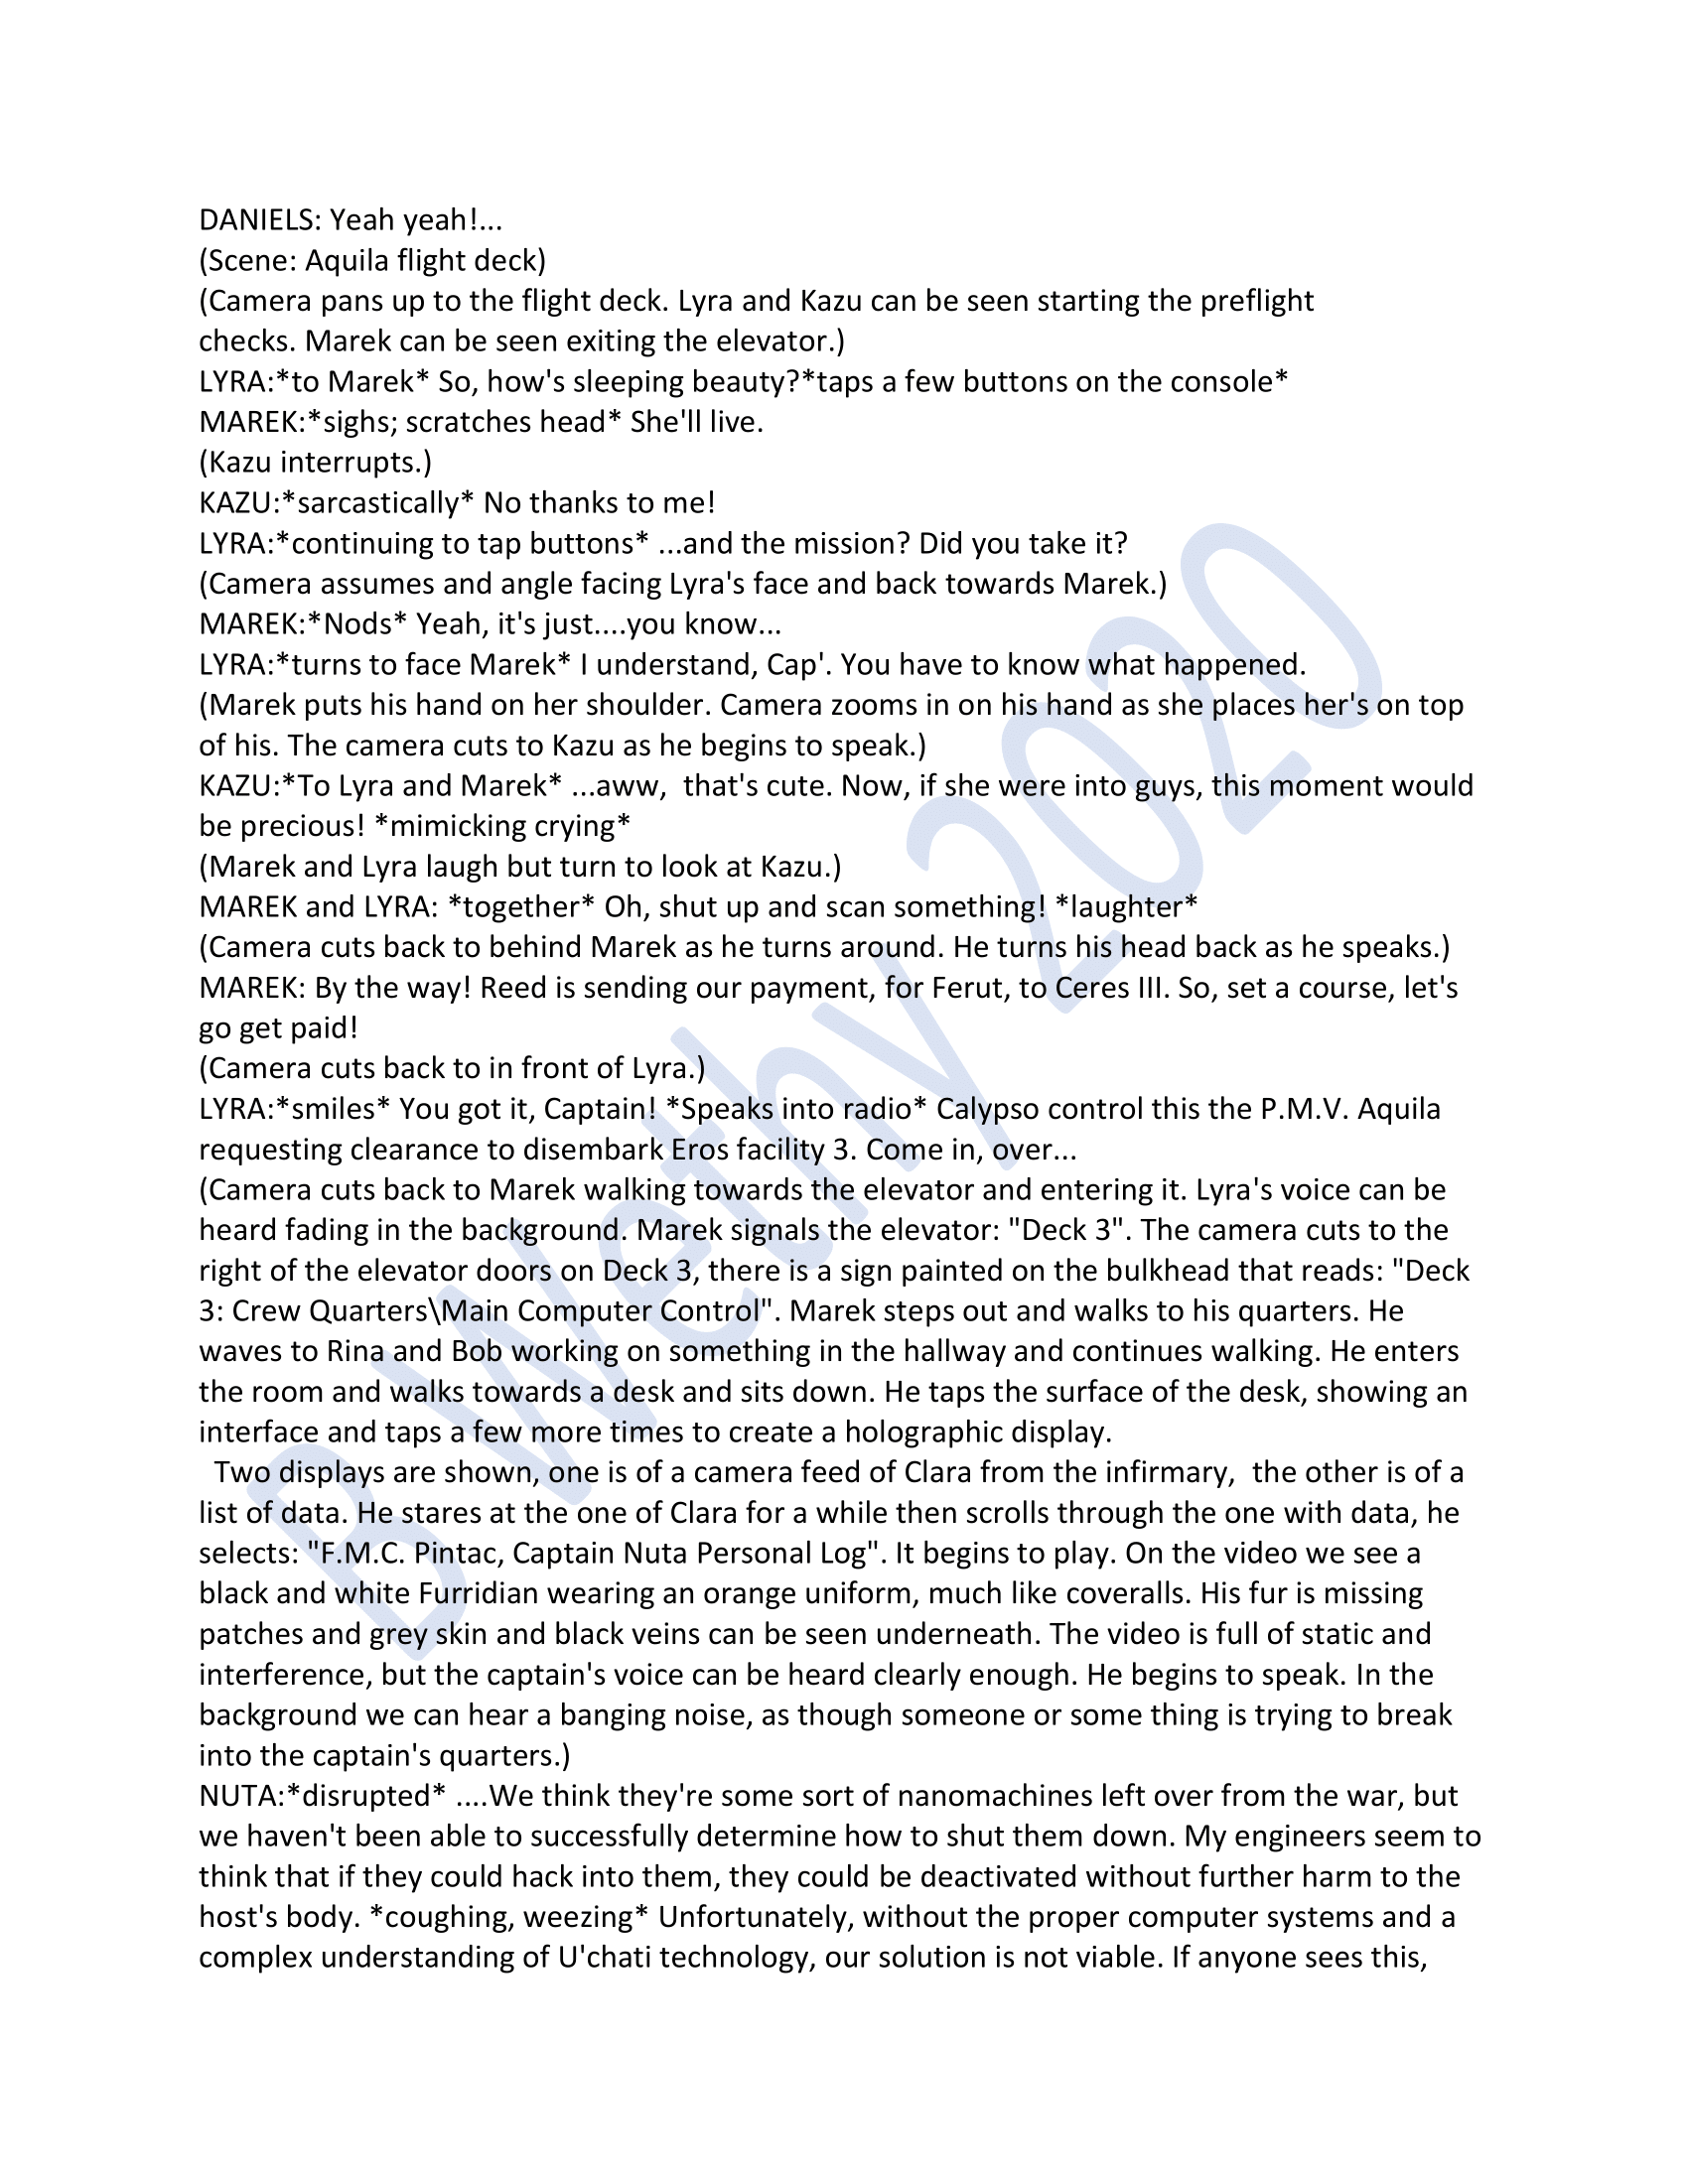 DANIELS: Yeah yeah!...
(Scene: Aquila flight deck)
(Camera pans up to the flight deck. Lyra and Kazu can be seen starting the preflight
checks. Marek can be seen exiting the elevator.)
LYRA:*to Marek* So, how's sleeping beauty?*taps a few buttons on the console*
MAREK:*sighs; scratches head* She'll live.
(Kazu interrupts.)
KAZU:*sarcastically* No thanks to me!
LYRA:*continuing to tap buttons* ...and the mission? Did you take it?
(Camera assumes and angle facing Lyra's face and back towards Marek.)
MAREK:*Nods* Yeah, it's just....you know...
LYRA:*turns to face Marek* I understand, Cap'. You have to know what happened.
(Marek puts his hand on her shoulder. Camera zooms in on his hand as she places her's on top
of his. The camera cuts to Kazu as he begins to speak.)
KAZU:*To Lyra and Marek* ...aww,  that's cute. Now, if she were into guys, this moment would
be precious! *mimicking crying*
(Marek and Lyra laugh but turn to look at Kazu.)
MAREK and LYRA: *together* Oh, shut up and scan something! *laughter*
(Camera cuts back to behind Marek as he turns around. He turns his head back as he speaks.)
MAREK: By the way! Reed is sending our payment, for Ferut, to Ceres III. So, set a course, let's
go get paid!
(Camera cuts back to in front of Lyra.)
LYRA:*smiles* You got it, Captain! *Speaks into radio* Calypso control this the P.M.V. Aquila
requesting clearance to disembark Eros facility 3. Come in, over...
(Camera cuts back to Marek walking towards the elevator and entering it. Lyra's voice can be
heard fading in the background. Marek signals the elevator: "Deck 3". The camera cuts to the
right of the elevator doors on Deck 3, there is a sign painted on the bulkhead that reads: "Deck
3: Crew Quarters\Main Computer Control". Marek steps out and walks to his quarters. He
waves to Rina and Bob working on something in the hallway and continues walking. He enters
the room and walks towards a desk and sits down. He taps the surface of the desk, showing an
interface and taps a few more times to create a holographic display.
  Two displays are shown, one is of a camera feed of Clara from the infirmary,  the other is of a
list of data. He stares at the one of Clara for a while then scrolls through the one with data, he
selects: "F.M.C. Pintac, Captain Nuta Personal Log". It begins to play. On the video we see a
black and white Furridian wearing an orange uniform, much like coveralls. His fur is missing
patches and grey skin and black veins can be seen underneath. The video is full of static and
interference, but the captain's voice can be heard clearly enough. He begins to speak. In the
background we can hear a banging noise, as though someone or some thing is trying to break
into the captain's quarters.)
NUTA:*disrupted* ....We think they're some sort of nanomachines left over from the war, but
we haven't been able to successfully determine how to shut them down. My engineers seem to
think that if they could hack into them, they could be deactivated without further harm to the
host's body. *coughing, weezing* Unfortunately, without the proper computer systems and a
complex understanding of U'chati technology, our solution is not viable. If anyone sees this,
B Wethy 2020